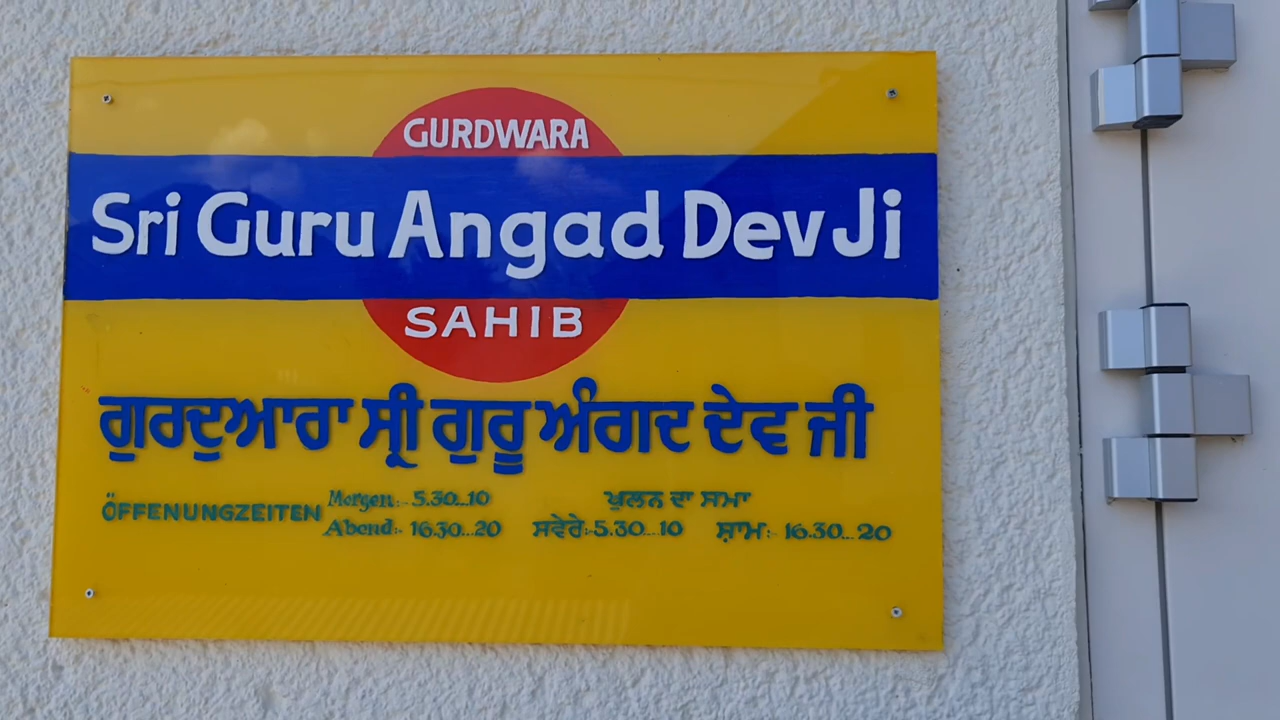 GURDWARA
Sri Guru Angad Dev Ji
SAHIB
ਗੁਰਦੁਆਰਾ ਸ੍ਰੀ ਗੁਰੂ ਅੰਗਦ ਦੇਵ ਜੀ
ÖFFENUNGZEITEN
Morgen:- 5.30...10
Abend:- 16.30...20
ਖੁਲਨ ਦਾ ਸਮਾ
ਸਵੇਰੇ:-5.30...10 ਸ਼ਾਮ:- 16.30...20